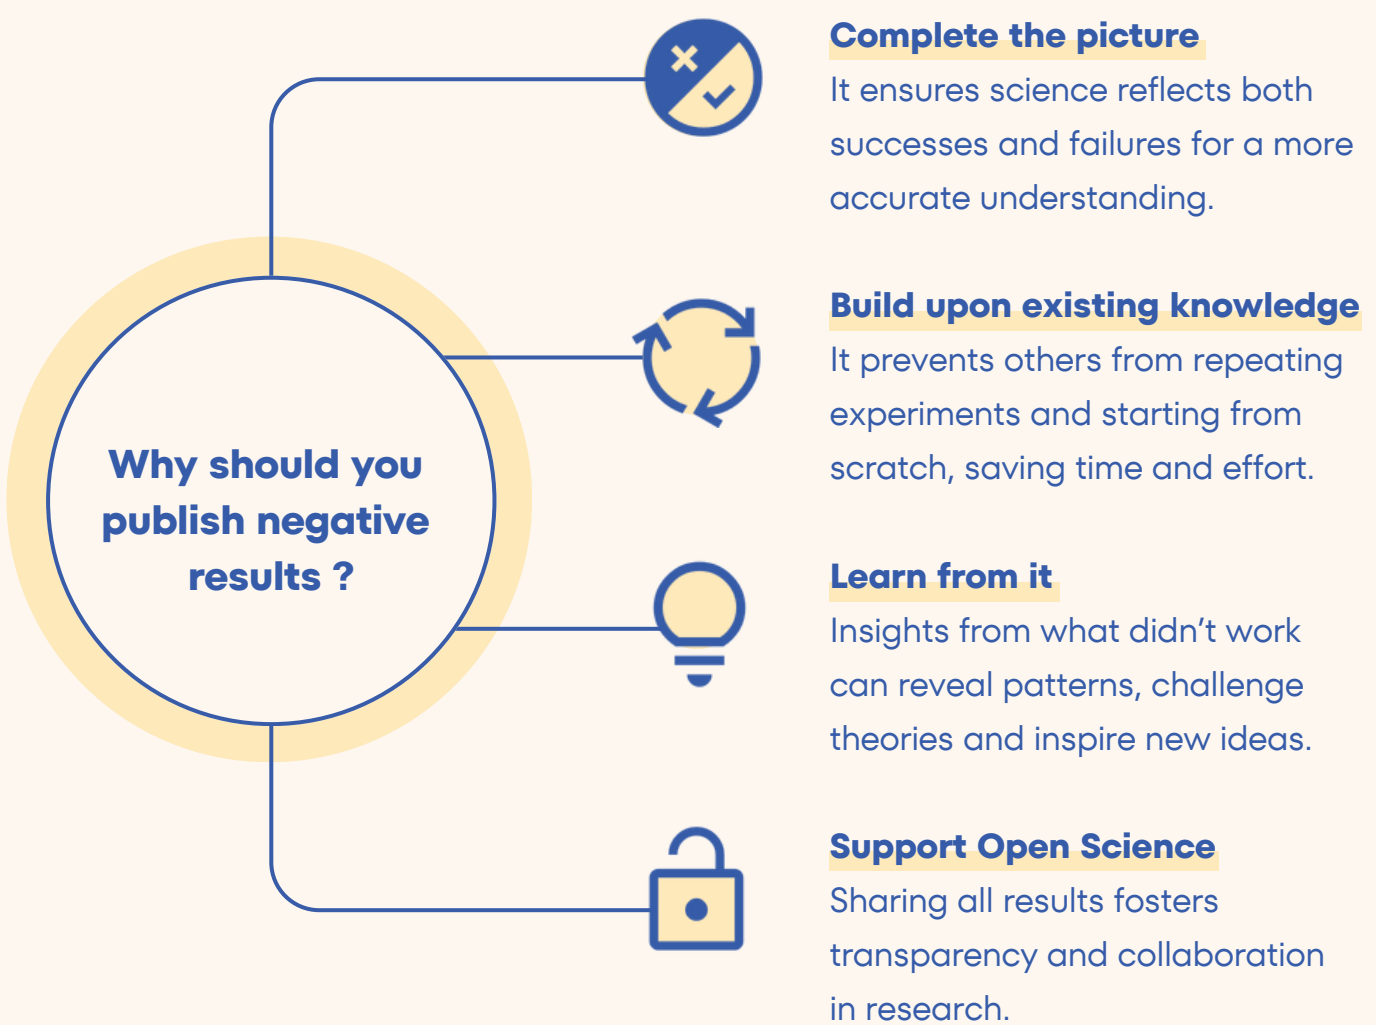 Why should you
publish negative
results ?
Complete the picture
It ensures science reflects both
successes and failures for a more
accurate understanding.
Build upon existing knowledge
It prevents others from repeating
experiments and starting from
scratch, saving time and effort.
Learn from it
Insights from what didn’t work
can reveal patterns, challenge
theories and inspire new ideas.
Support Open Science
Sharing all results fosters
transparency and collaboration
in research.